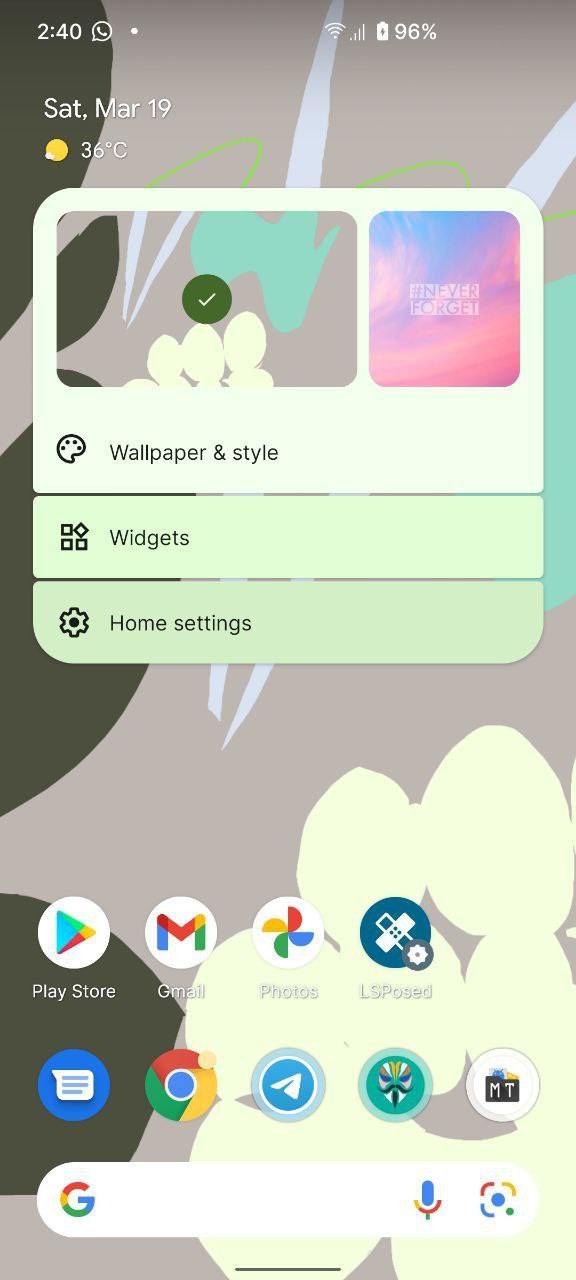 2:40
96%
Sat, Mar 19
36°C
#NEVER
FORGET
Wallpaper & style
Widgets
Home settings
Play Store
Gmail
Photos
LSPosed
MT